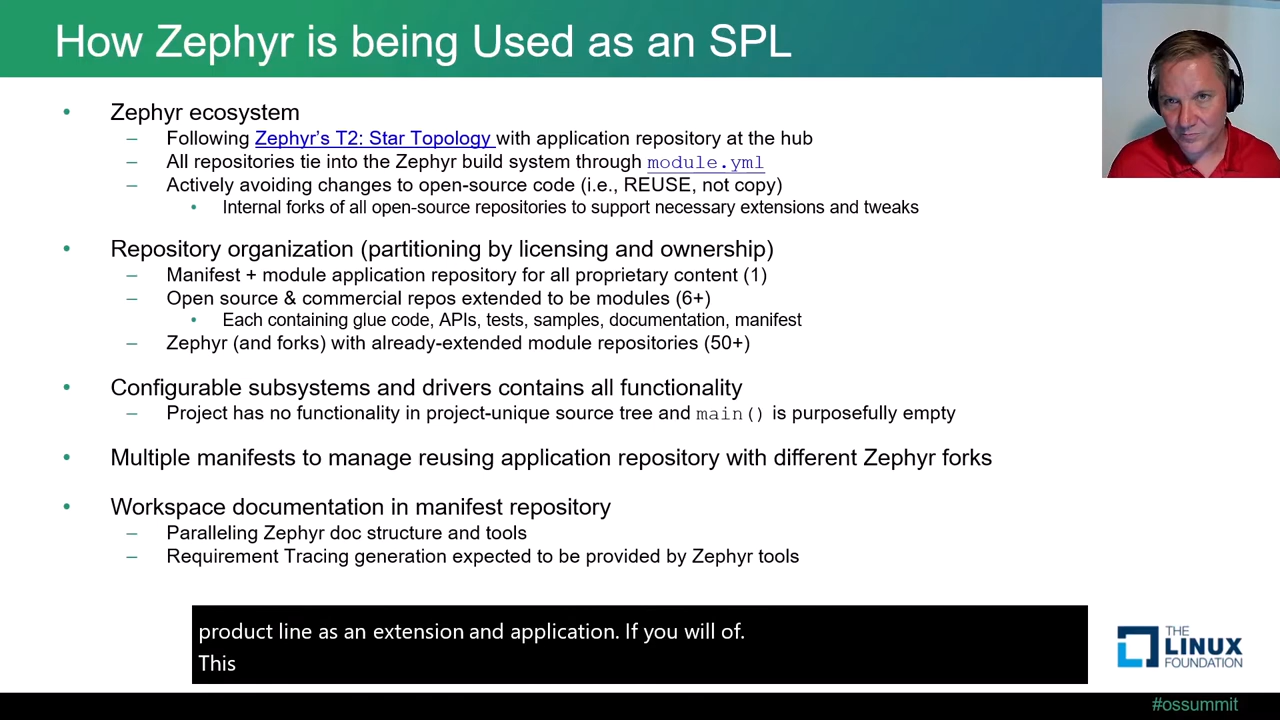 How Zephyr is being Used as an SPL
• Zephyr ecosystem
– Following Zephyr's T2: Star Topology with application repository at the hub
– All repositories tie into the Zephyr build system through module.yml
– Actively avoiding changes to open-source code (i.e., REUSE, not copy)
• Internal forks of all open-source repositories to support necessary extensions and tweaks
• Repository organization (partitioning by licensing and ownership)
– Manifest + module application repository for all proprietary content (1)
– Open source & commercial repos extended to be modules (6+)
• Each containing glue code, APIs, tests, samples, documentation, manifest
– Zephyr (and forks) with already-extended module repositories (50+)
• Configurable subsystems and drivers contains all functionality
– Project has no functionality in project-unique source tree and main() is purposefully empty
• Multiple manifests to manage reusing application repository with different Zephyr forks
• Workspace documentation in manifest repository
– Paralleling Zephyr doc structure and tools
– Requirement Tracing generation expected to be provided by Zephyr tools
product line as an extension and application. If you will of.
This
THE
LINUX
FOUNDATION
#ossummit